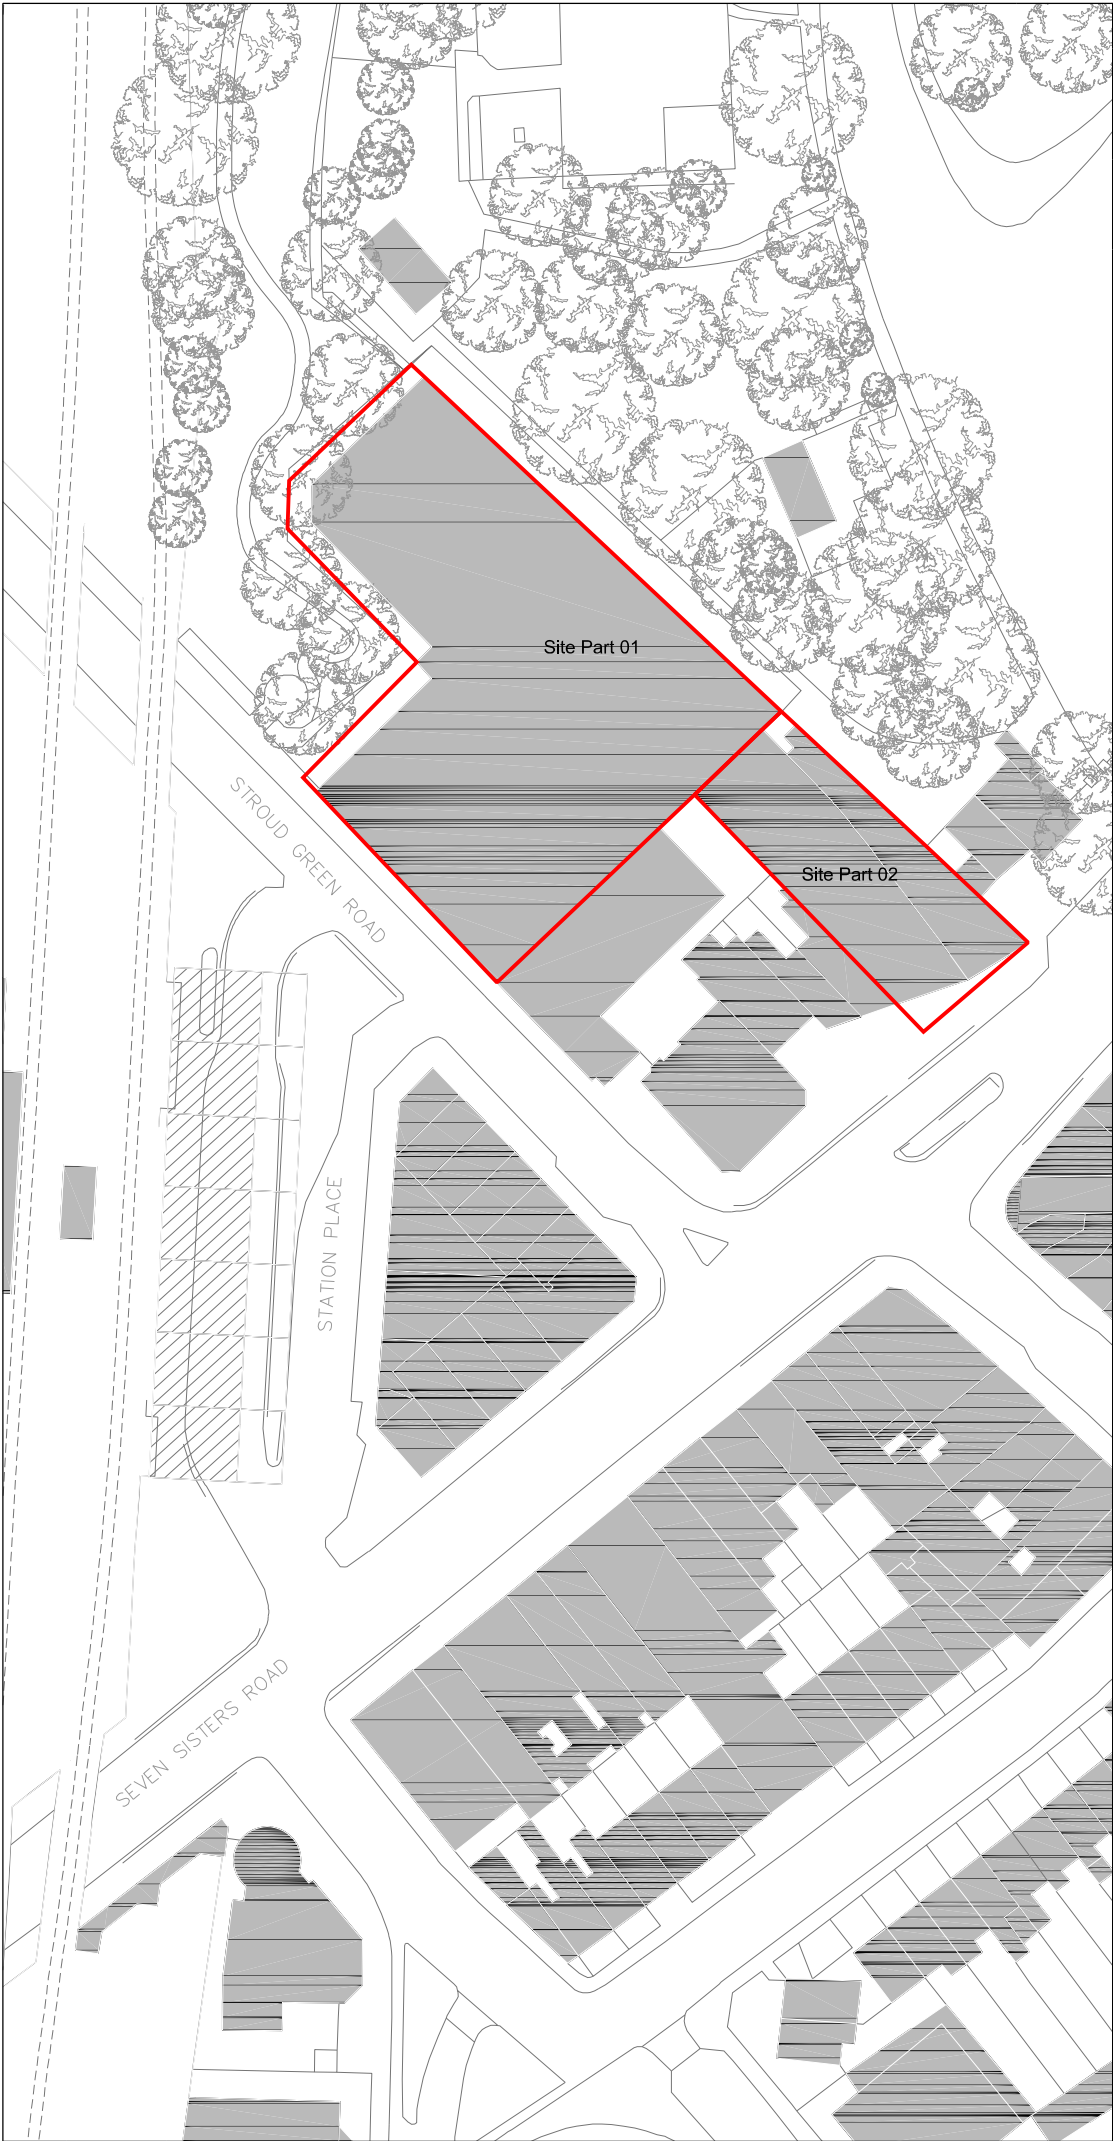 Site Part 01
STROUD GREEN ROAD
Site Part 02
STATION PLACE
SEVEN SISTERS ROAD